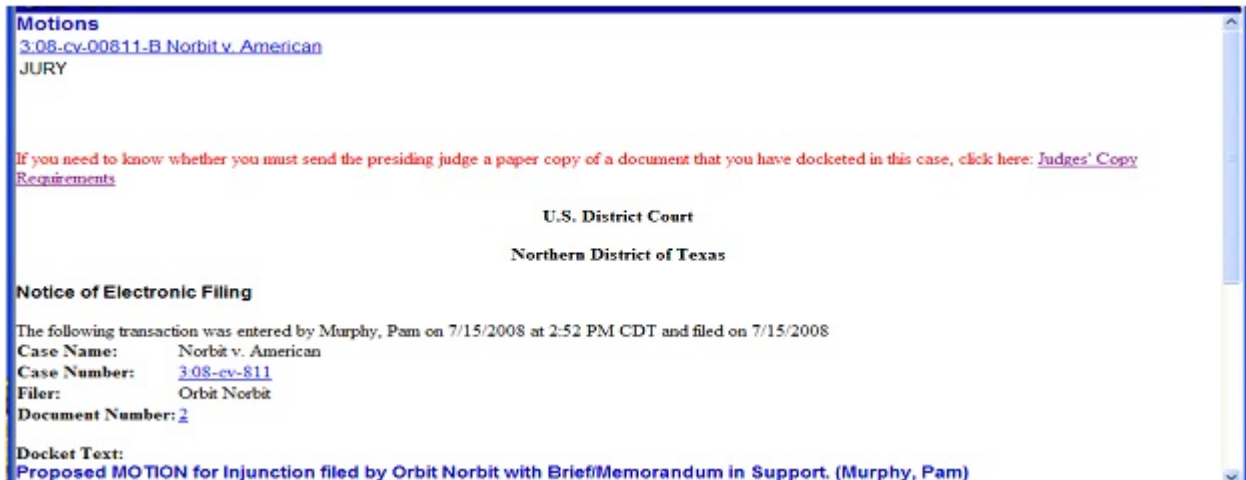 Motions
3:08-cv-00811-B Norbit v. American
JURY
If you need to know whether you must send the presiding judge a paper copy of a document that you have docketed in this case, click here: Judges' Copy
Requirements
U.S. District Court
Northern District of Texas
Notice of Electronic Filing
The following transaction was entered by Murphy, Pam on 7/15/2008 at 2:52 PM CDT and filed on 7/15/2008
Case Name: Norbit v. American
Case Number: 3:08-cv-811
Filer: Orbit Norbit
Document Number: 2
Docket Text:
Proposed MOTION for Injunction filed by Orbit Norbit with Brief/Memorandum in Support. (Murphy, Pam)